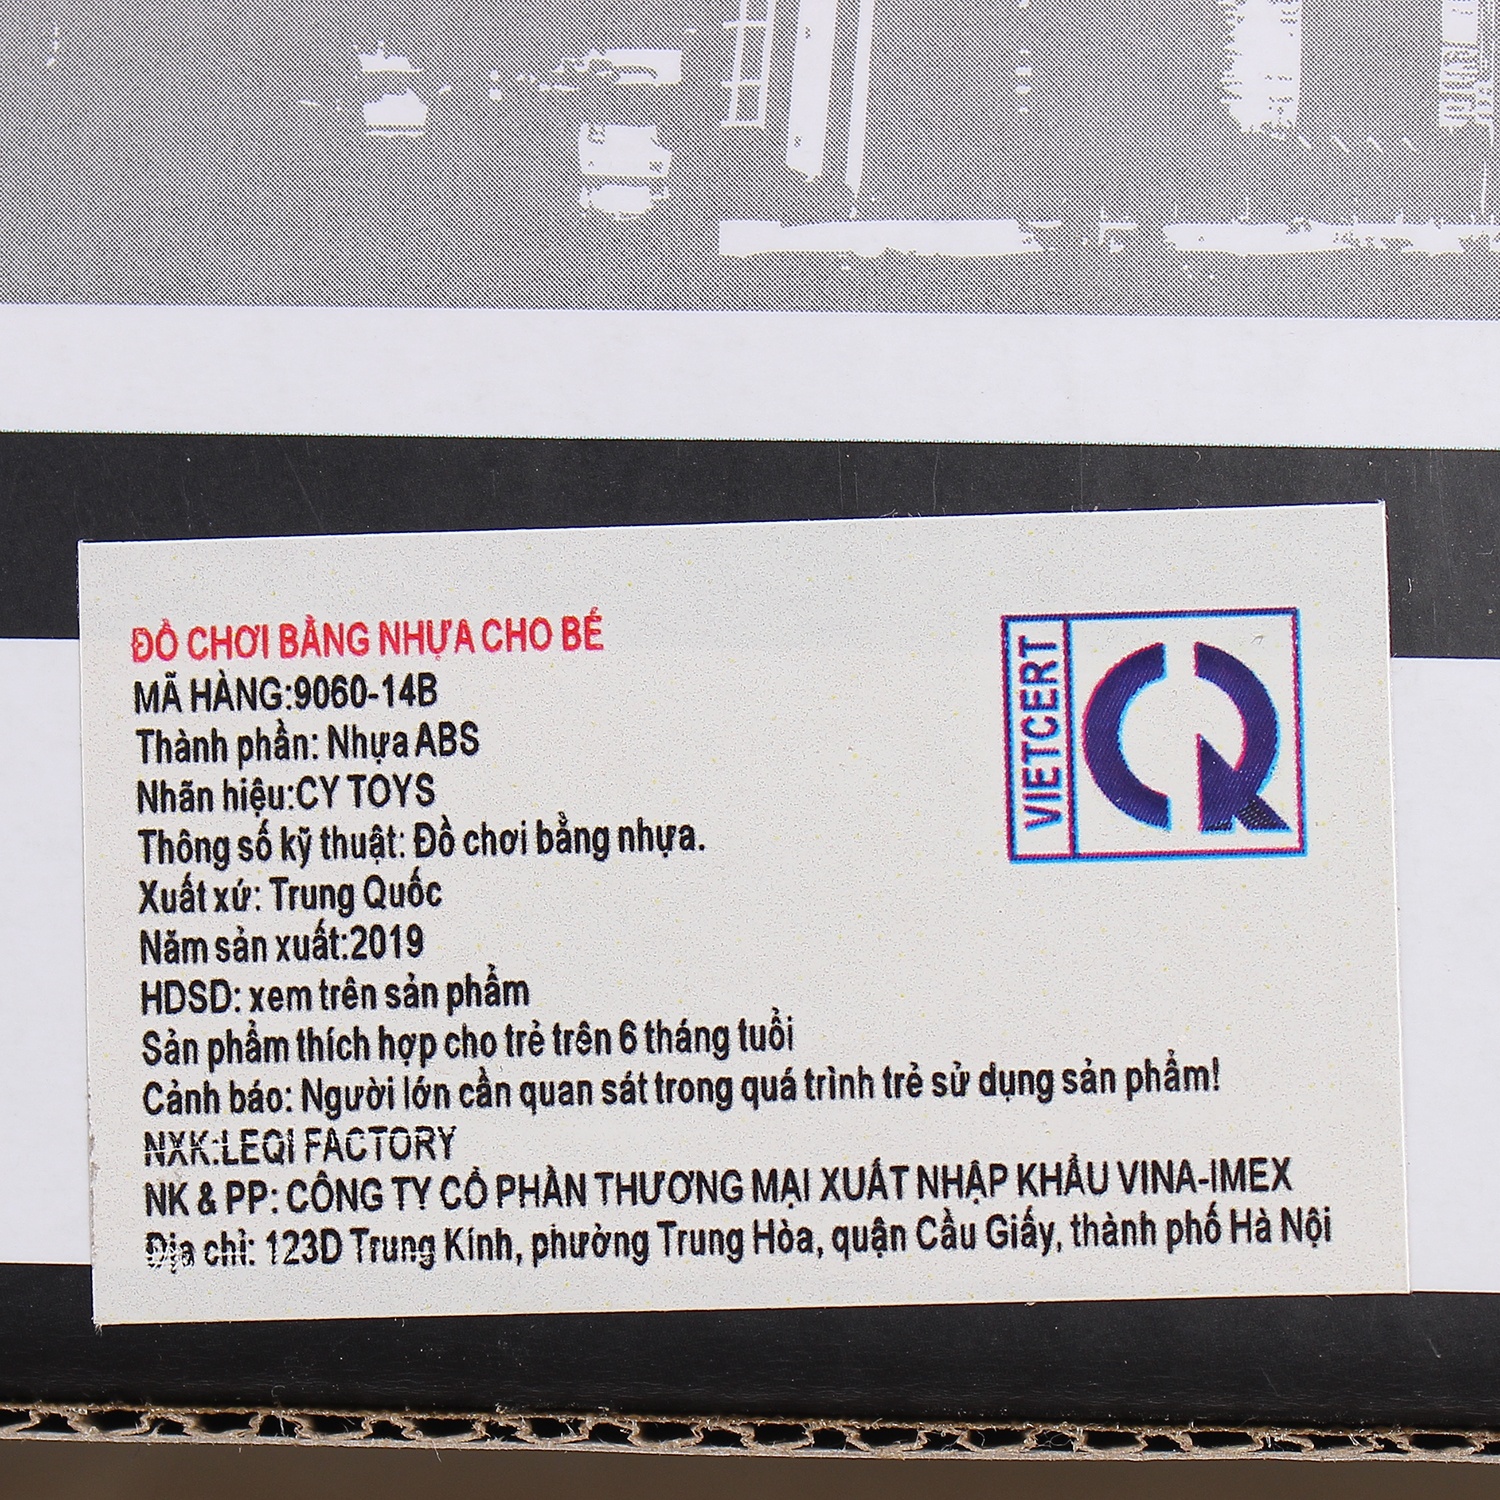 ĐỒ CHƠI BẰNG NHỰA CHO BÉ
MÃ HÀNG:9060-14B
Thành phần: Nhựa ABS
Nhãn hiệu:CY TOYS
Thông số kỹ thuật: Đồ chơi bằng nhựa.
Xuất xứ: Trung Quốc
Năm sản xuất:2019
HDSD: xem trên sản phẩm
Sản phẩm thích hợp cho trẻ trên 6 tháng tuổi
Cảnh báo: Người lớn cần quan sát trong quá trình trẻ sử dụng sản phẩm!
NXK:LEQI FACTORY
NK & PP: CÔNG TY CỔ PHẦN THƯƠNG MẠI XUẤT NHẬP KHẨU VINA-IMEX
Địa chỉ: 123D Trung Kính, phường Trung Hòa, quận Cầu Giấy, thành phố Hà Nội
VIETCERT
CR